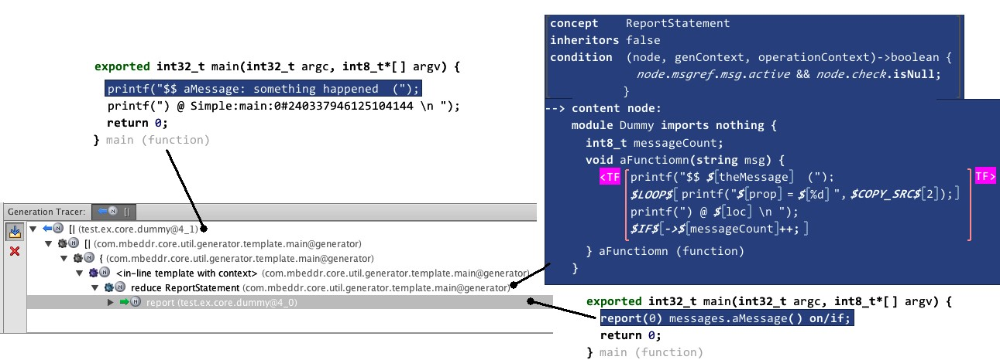 exported int32_t main(int32_t argc, int8_t*[] argv) {
printf("$$ aMessage: something happened  (");
printf(") @ Simple:main:0#240337946125104144 \n ");
return 0;
} main (function)
concept    ReportStatement
inheritors false
condition  (node, genContext, operationContext)->boolean {
node.msgref.msg.active && node.check.isNull;
}
--> content node:
module Dummy imports nothing {
int8_t messageCount;
void aFunctiomn(string msg) {
<TF [ printf("$$ $[theMessage]  ("); ] TF>
$LOOP$[ printf("$[prop] = $[%d] ", $COPY_SRC$[2]);]
printf(") @ $[loc] \n ");
$IF$[->$[messageCount]++; ]
} aFunctiomn (function)
}
Generation Tracer: N [|
N [| (test.ex.core.dummy@4_1)
N [| (com.mbeddr.core.util.generator.template.main@generator)
N { (com.mbeddr.core.util.generator.template.main@generator)
N <in-line template with context> (com.mbeddr.core.util.generator.template.main@generator)
N reduce ReportStatement (com.mbeddr.core.util.generator.template.main@generator)
N report (test.ex.core.dummy@4_0)
exported int32_t main(int32_t argc, int8_t*[] argv) {
report(0) messages.aMessage() on/if;
return 0;
} main (function)